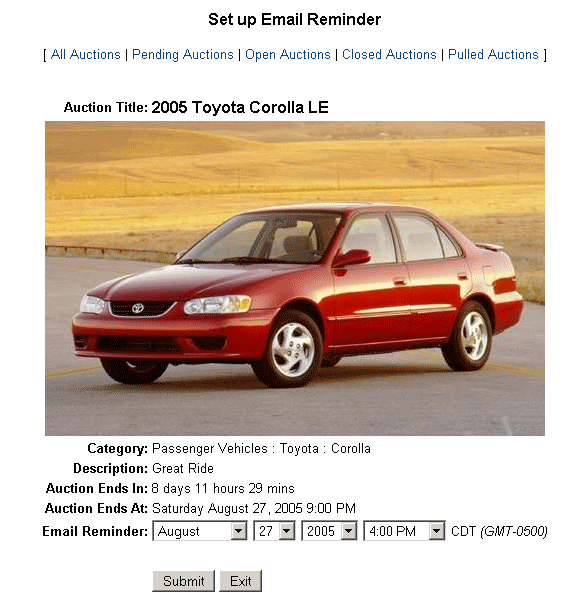 Set up Email Reminder
[ All Auctions | Pending Auctions | Open Auctions | Closed Auctions | Pulled Auctions ]
Auction Title: 2005 Toyota Corolla LE
Category: Passenger Vehicles : Toyota : Corolla
Description: Great Ride
Auction Ends In: 8 days 11 hours 29 mins
Auction Ends At: Saturday August 27, 2005 9:00 PM
Email Reminder: August 27 2005 4:00 PM CDT (GMT-0500)
Submit Exit